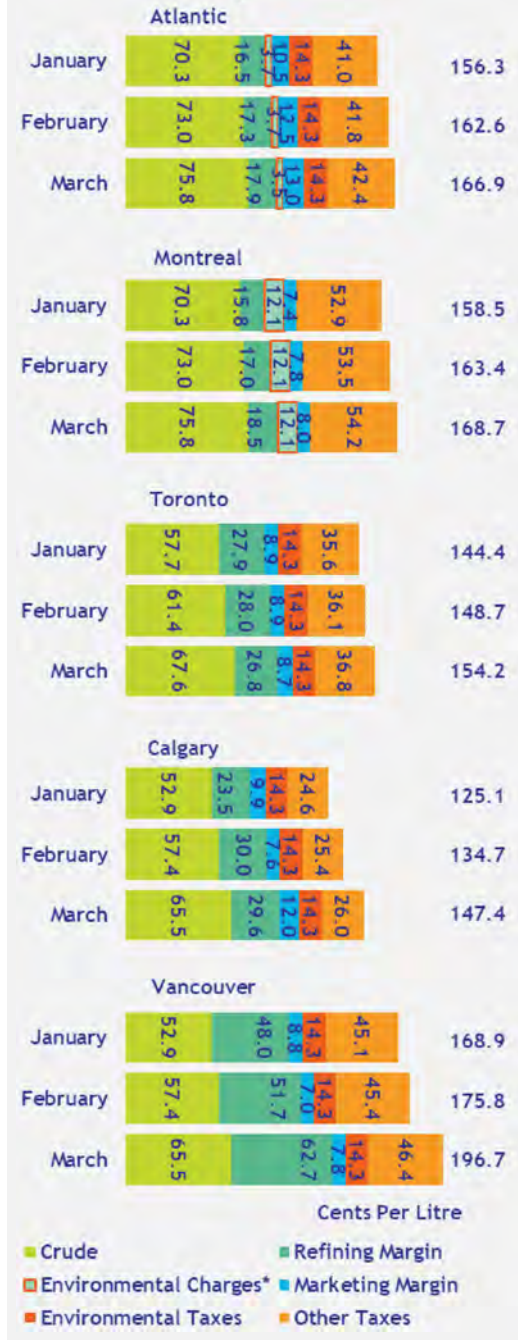 Atlantic
January 70.3 16.5 3.7 10.5 14.3 41.0 156.3
February 73.0 17.3 3.7 12.5 14.3 41.8 162.6
March 75.8 17.9 3.5 13.0 14.3 42.4 166.9
Montreal
January 70.3 15.8 12.1 7.4 52.9 158.5
February 73.0 17.0 12.1 7.8 53.5 163.4
March 75.8 18.5 12.1 8.0 54.2 168.7
Toronto
January 57.7 27.9 8.9 14.3 35.6 144.4
February 61.4 28.0 8.9 14.3 36.1 148.7
March 67.6 26.8 8.7 14.3 36.8 154.2
Calgary
January 52.9 23.5 9.9 14.3 24.6 125.1
February 57.4 30.0 7.6 14.3 25.4 134.7
March 65.5 29.6 12.0 14.3 26.0 147.4
Vancouver
January 52.9 48.0 8.8 14.3 45.1 168.9
February 57.4 51.7 7.0 14.3 45.4 175.8
March 65.5 62.7 7.8 14.3 46.4 196.7
Cents Per Litre
Crude Refining Margin
Environmental Charges* Marketing Margin
Environmental Taxes Other Taxes